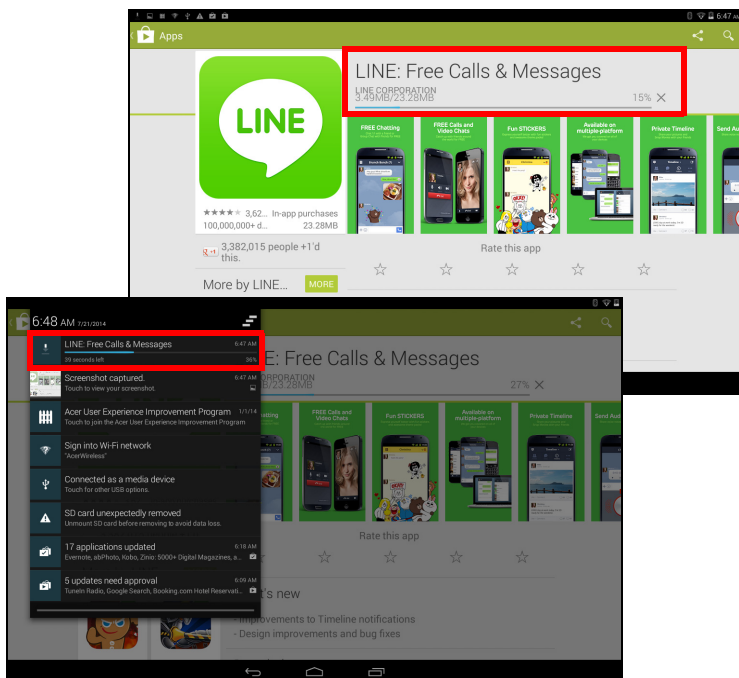 6:47 AM
Apps
LINE: Free Calls & Messages
LINE CORPORATION
3.49MB/23.28MB
15%
LINE
FREE Chatting
FREE Calls and
Video Chats
Fun STICKERS
Available on
multiple-platform
Private Timeline
Send Au
3,62... In-app purchases
100,000,000+ d... 23.28MB
3,382,015 people +1'd
this.
Rate this app
More by LINE...
MORE
6:48 AM 7/21/2014
LINE: Free Calls & Messages 6:47 AM
39 seconds left 36%
Screenshot captured. 6:47 AM
Touch to view your screenshot.
Acer User Experience Improvement Program 1/1/14
Touch to join the Acer User Experience Improvement Program
Sign into Wi-Fi network
"AcerWireless"
Connected as a media device
Touch for other USB options.
SD card unexpectedly removed
Unmount SD card before removing to avoid data loss.
17 applications updated 6:18 AM
Evernote, abPhoto, Kobo, Zinio: 5000+ Digital Magazines, a...
5 updates need approval 6:09 AM
TuneIn Radio, Google Search, Booking.com Hotel Reservati...
E: Free Calls & Messages
RPORATION
B/23.28MB
27%
atting
FREE Calls and
Video Chats
Fun STICKERS
Available on
multiple-platform
Private Timeline
Send Aud
Rate this app
's new
- Improvements to Timeline notifications
- Design improvements and bug fixes